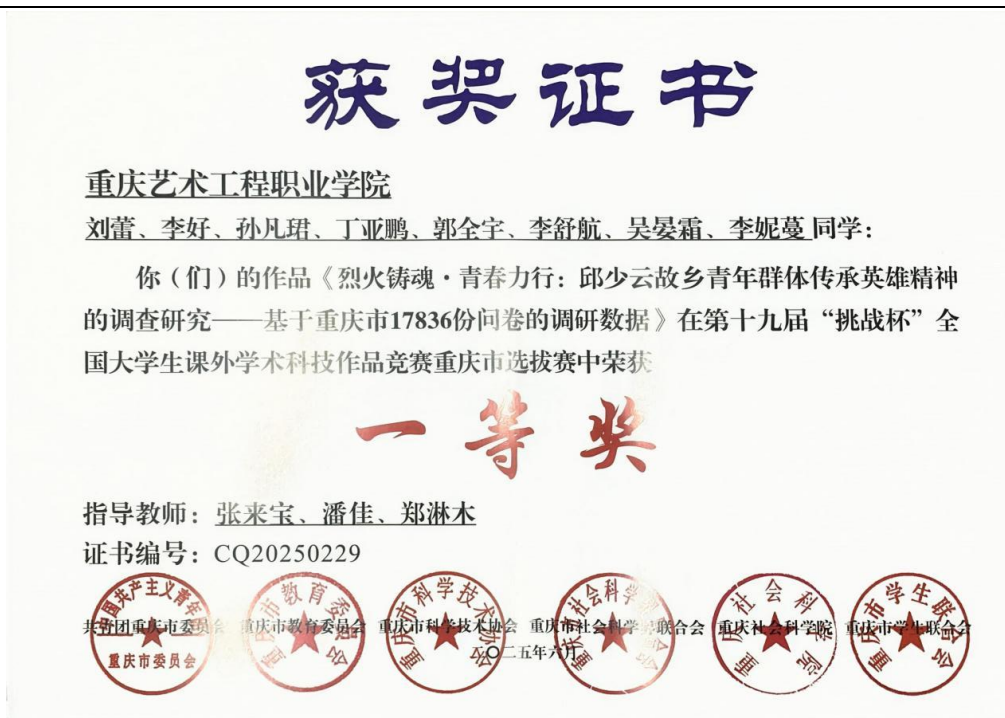 获奖证书
重庆艺术工程职业学院
刘蕾、李好、孙凡珺、丁亚鹏、郭全宇、李舒航、吴晏霜、李妮蔓 同学：
你（们）的作品《烈火铸魂·青春力行：邱少云故乡青年群体传承英雄精神
的调查研究——基于重庆市17836份问卷的调研数据》在第十九届“挑战杯”全
国大学生课外学术科技作品竞赛重庆市选拔赛中荣获
一等奖
指导教师：张来宝、潘佳、郑淋木
证书编号：CQ20250229
共青团重庆市委员会 重庆市教育委员会 重庆市科学技术协会 重庆市社会科学界联合会 重庆社会科学院 重庆市学生联合会
二〇二五年六月
重庆市委员会